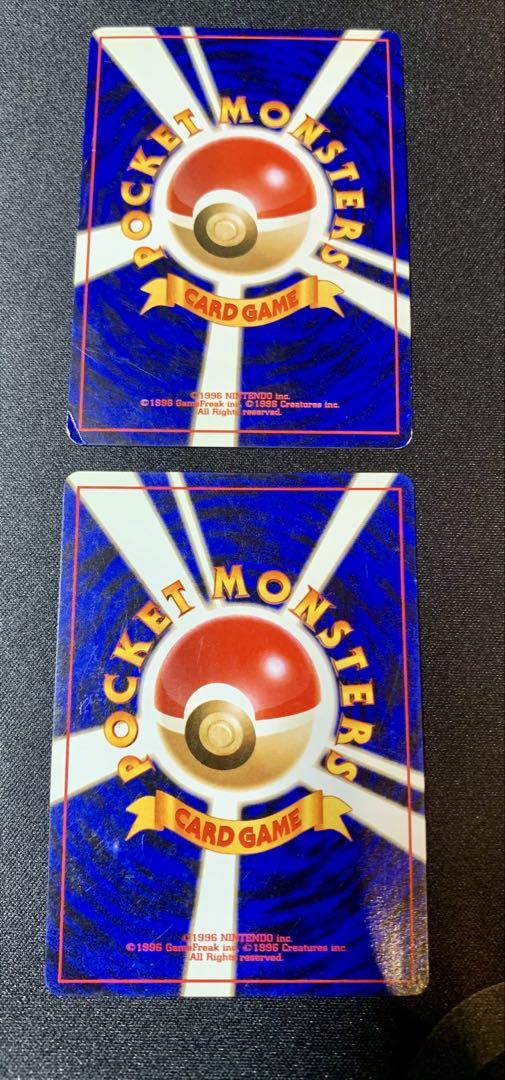 POCKET MONSTERS
CARD GAME
©1996 NINTENDO inc.
©1996 GameFreak inc. ©1996 Creatures inc.
All Rights reserved.
POCKET MONSTERS
CARD GAME
©1996 NINTENDO inc.
©1996 GameFreak inc. ©1996 Creatures inc.
All Rights reserved.